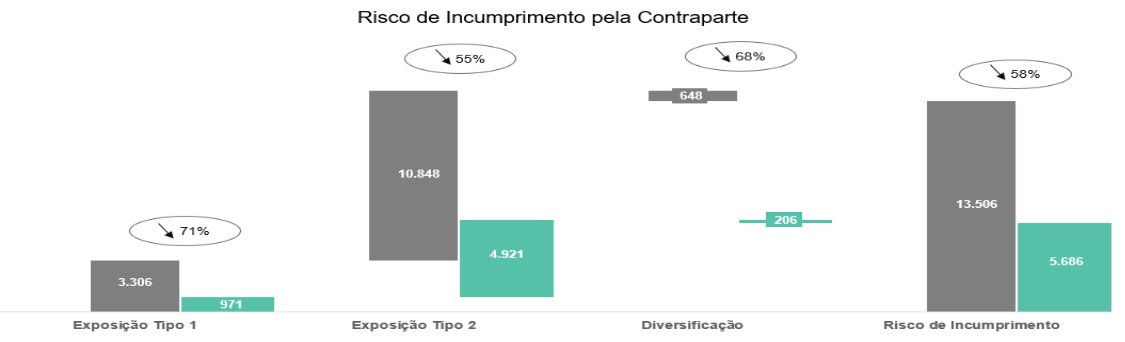 Risco de Incumprimento pela Contraparte
71%
55%
68%
58%
3.306
971
10.848
4.921
648
206
13.506
5.686
Exposição Tipo 1
Exposição Tipo 2
Diversificação
Risco de Incumprimento